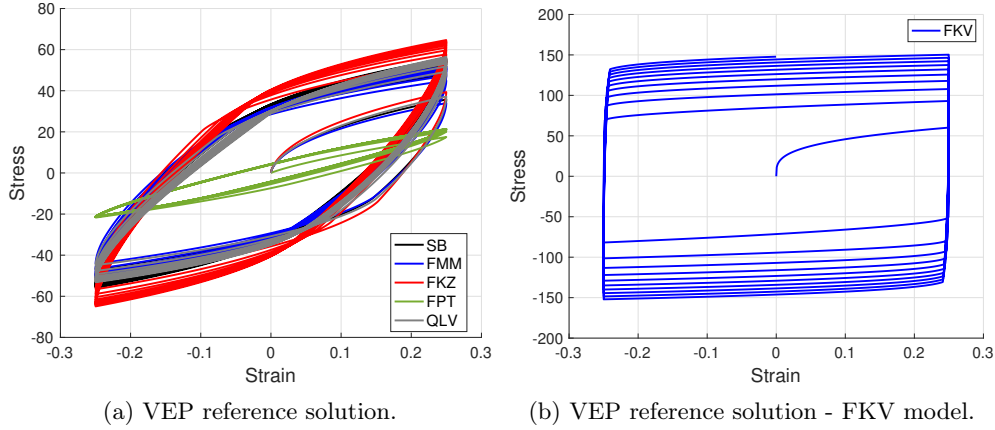 80
60
40
20
0
-20
-40
-60
-80
Stress
-0.3
-0.2
-0.1
0
0.1
0.2
0.3
Strain
SB
FMM
FKZ
FPT
QLV
(a) VEP reference solution.
200
150
100
50
0
-50
-100
-150
-200
Stress
-0.3
-0.2
-0.1
0
0.1
0.2
0.3
Strain
FKV
(b) VEP reference solution - FKV model.